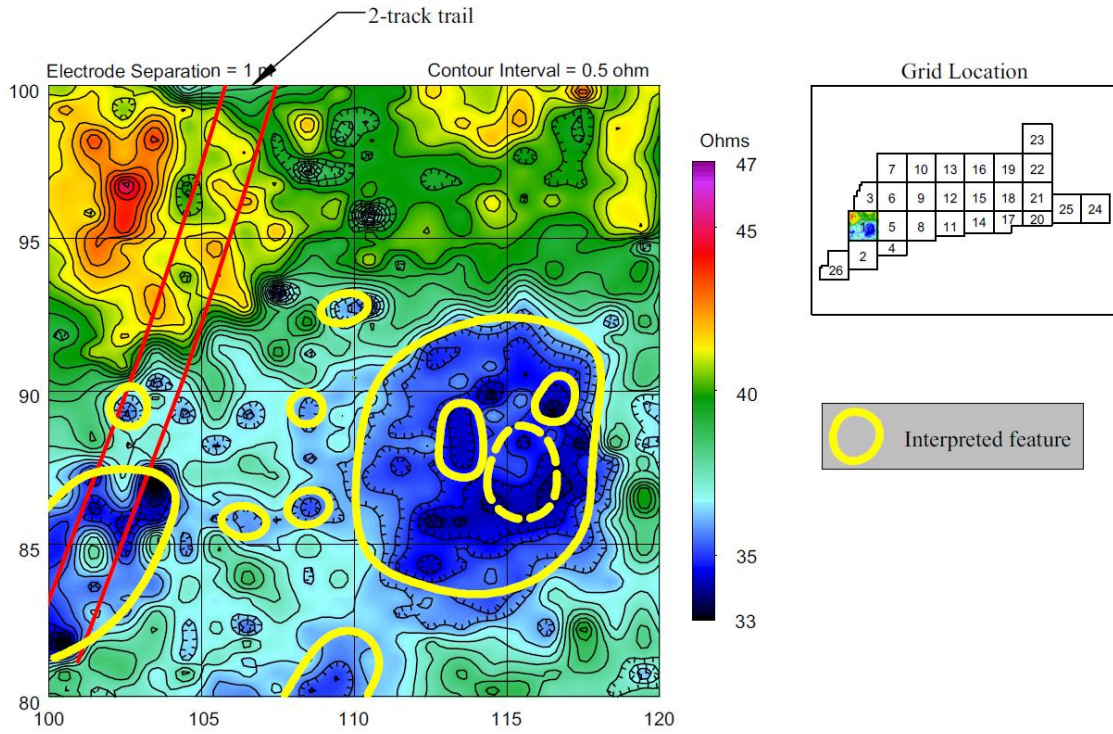 2-track trail
Electrode Separation = 1 m
Contour Interval = 0.5 ohm
100
95
90
85
80
100
105
110
115
120
Ohms
47
45
40
35
33
Grid Location
23
7 10 13 16 19 22
3 6 9 12 15 18 21
25 24
1 5 8 11 14 17 20
2 4
26
Interpreted feature